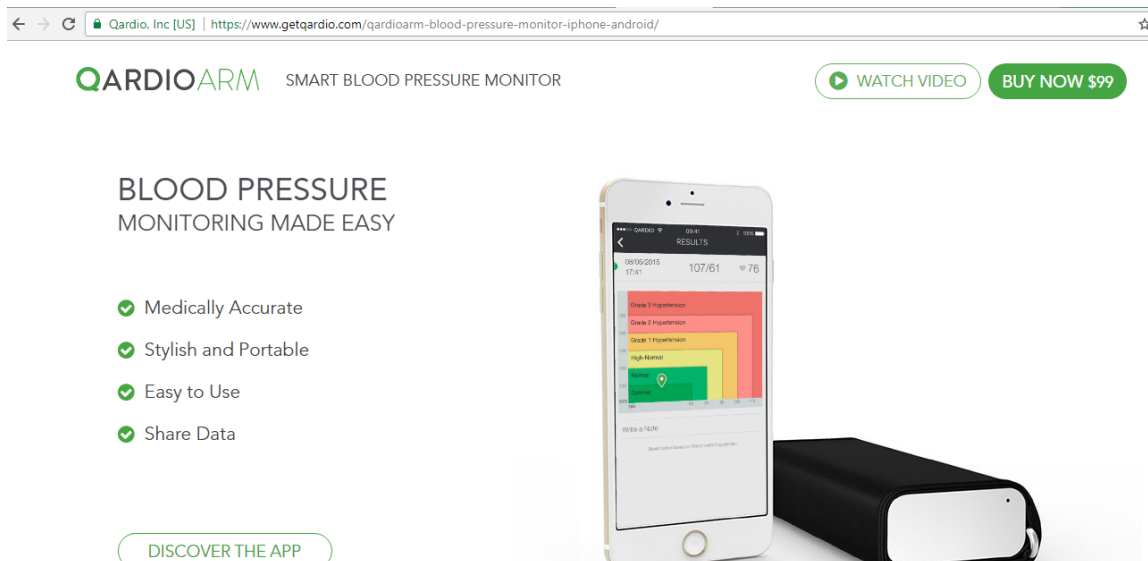 Qardio, Inc [US] | https://www.getqardio.com/qardioarm-blood-pressure-monitor-iphone-android/
QARDIOARM SMART BLOOD PRESSURE MONITOR
WATCH VIDEO
BUY NOW $99
BLOOD PRESSURE
MONITORING MADE EASY
Medically Accurate
Stylish and Portable
Easy to Use
Share Data
DISCOVER THE APP
QARDIO 09:41 100%
RESULTS
08/05/2015
17:41
107/61
76
Grade 3 Hypertension
Grade 2 Hypertension
Grade 1 Hypertension
High-Normal
Normal
Optimal
Write a Note